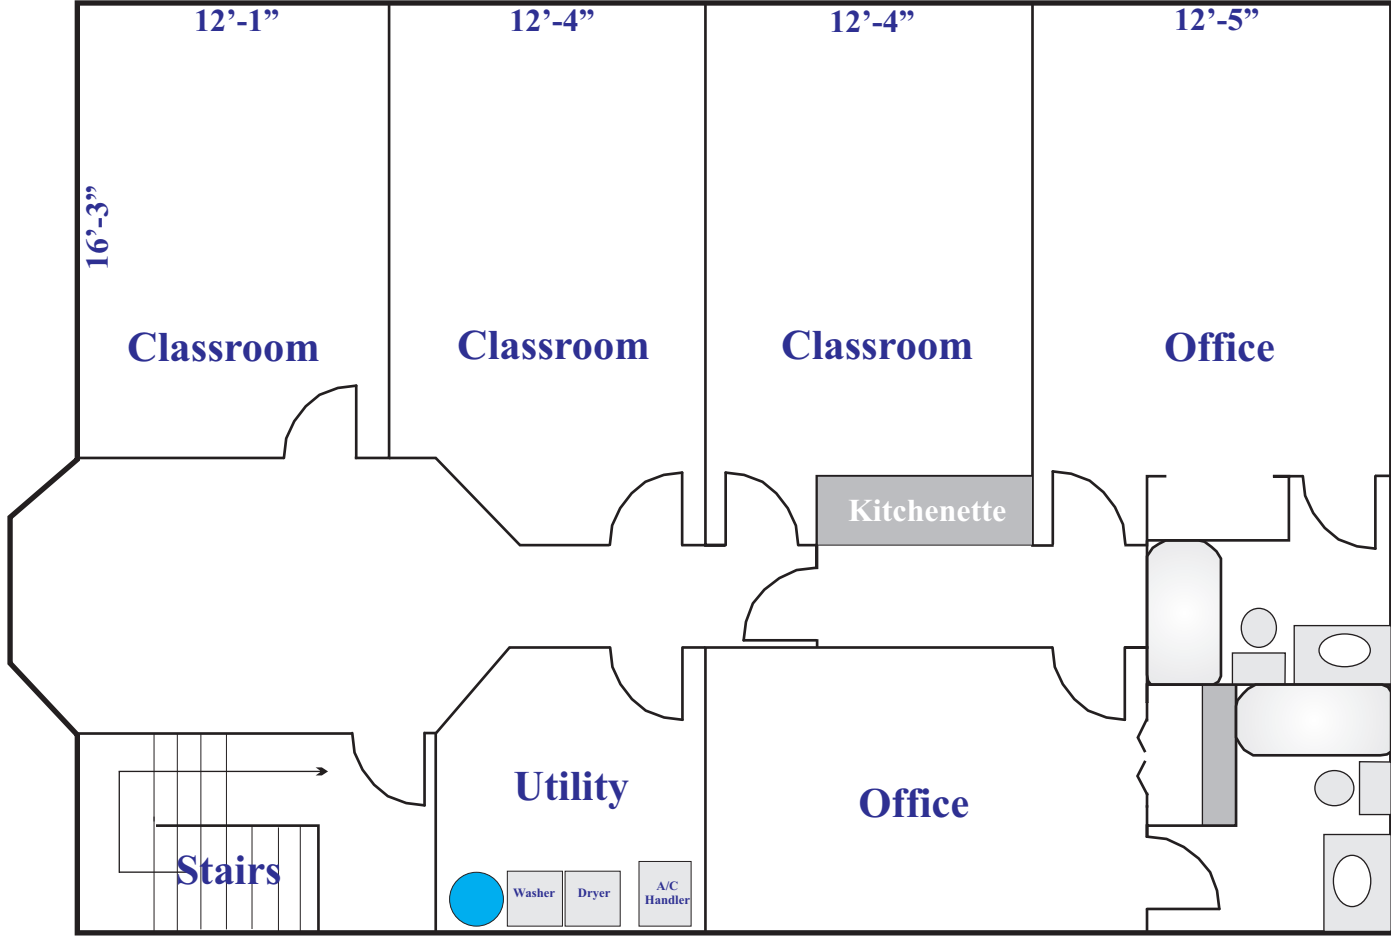 12’-1” 12’-4” 12’-4” 12’-5”
16’-3”
Classroom Classroom Classroom Office
Kitchenette
Utility Office
Stairs
Washer Dryer A/C
Handler